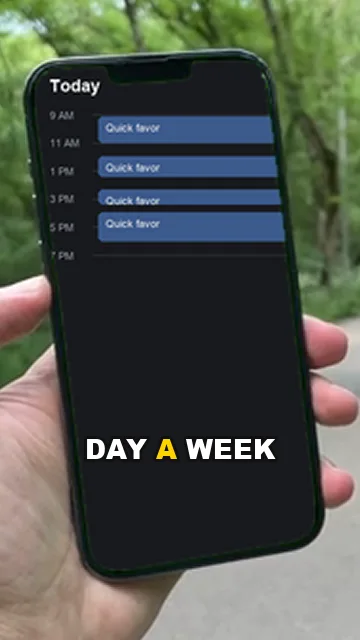 Today
9 AM
Quick favor
11 AM
Quick favor
1 PM
Quick favor
3 PM
Quick favor
5 PM
7 PM
DAY A WEEK